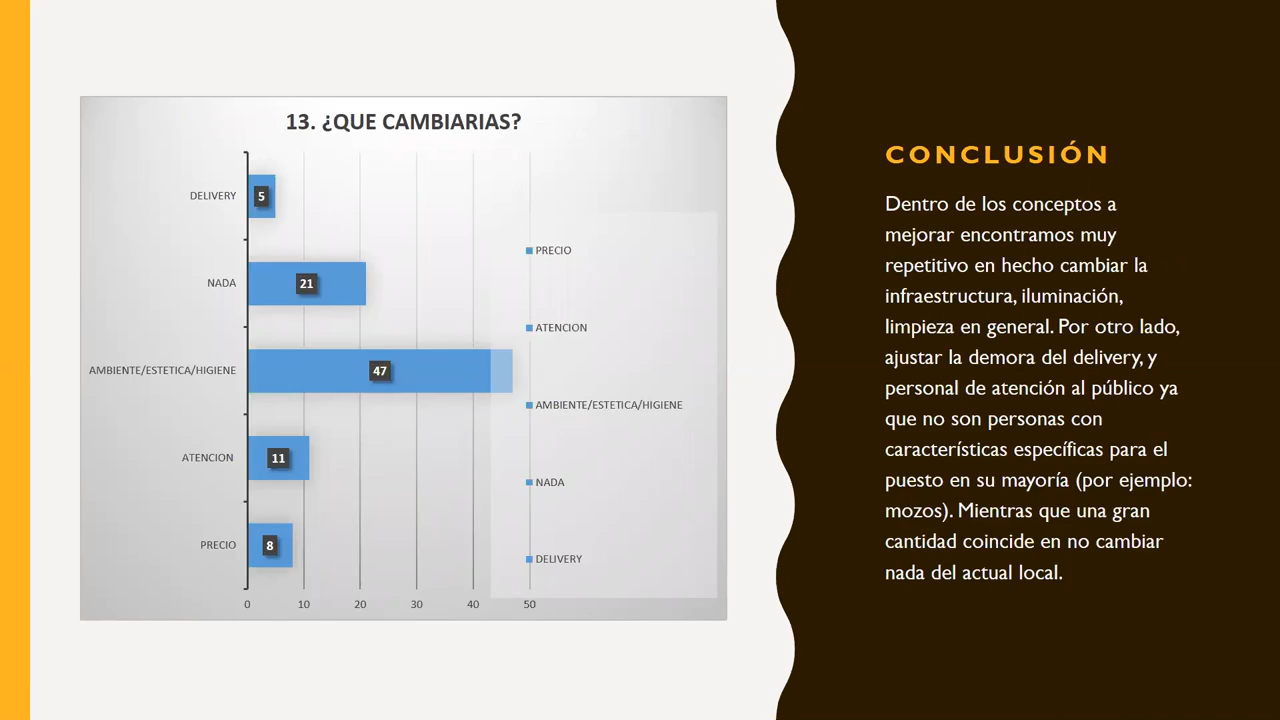 13. ¿QUE CAMBIARIAS?
DELIVERY
5
NADA
21
AMBIENTE/ESTETICA/HIGIENE
47
ATENCION
11
PRECIO
8
0 10 20 30 40 50
PRECIO
ATENCION
AMBIENTE/ESTETICA/HIGIENE
NADA
DELIVERY
CONCLUSIÓN
Dentro de los conceptos a
mejorar encontramos muy
repetitivo en hecho cambiar la
infraestructura, iluminación,
limpieza en general. Por otro lado,
ajustar la demora del delivery, y
personal de atención al público ya
que no son personas con
características específicas para el
puesto en su mayoría (por ejemplo:
mozos). Mientras que una gran
cantidad coincide en no cambiar
nada del actual local.